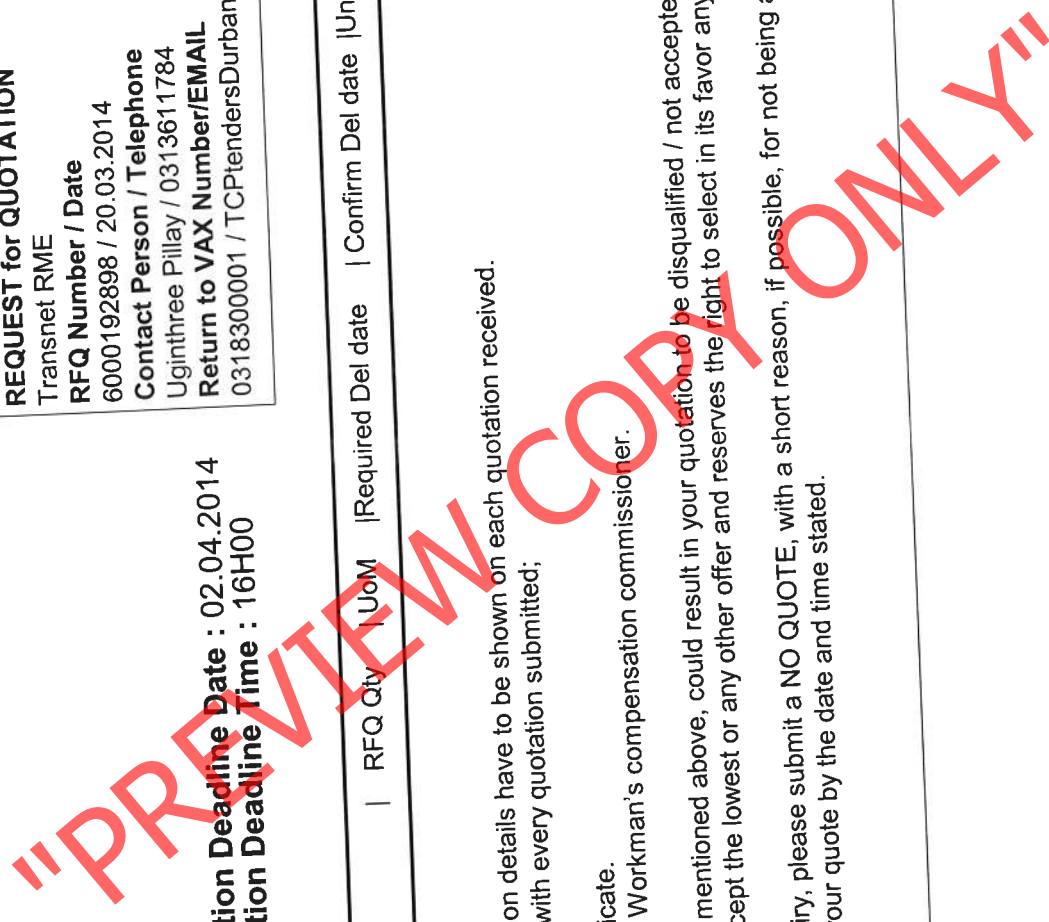 REQUEST for QUOTATION
Transnet RME
RFQ Number / Date
6000192898 / 20.03.2014
Contact Person / Telephone
Uginthree Pillay / 0313611784
Return to VAX Number/EMAIL
0318300001 / TCPtendersDurban
tion Deadline Date : 02.04.2014
tion Deadline Time : 16H00
| RFQ Qty | UoM |Required Del date | Confirm Del date |Un
on details have to be shown on each quotation received.
with every quotation submitted;
icate.
Workman's compensation commissioner.
mentioned above, could result in your quotation to be disqualified / not accepte
cept the lowest or any other offer and reserves the right to select in its favor any
iry, please submit a NO QUOTE, with a short reason, if possible, for not being a
our quote by the date and time stated.
"PREVIEW COPY ONLY"